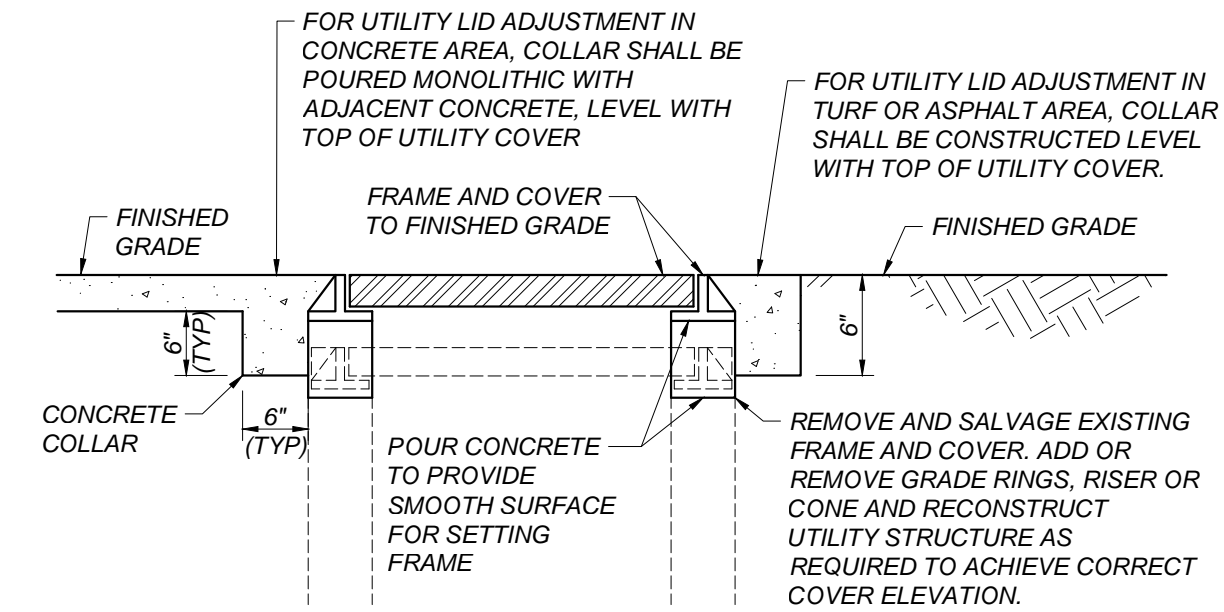 FOR UTILITY LID ADJUSTMENT IN
CONCRETE AREA, COLLAR SHALL BE
POURED MONOLITHIC WITH
ADJACENT CONCRETE, LEVEL WITH
TOP OF UTILITY COVER
FOR UTILITY LID ADJUSTMENT IN
TURF OR ASPHALT AREA, COLLAR
SHALL BE CONSTRUCTED LEVEL
WITH TOP OF UTILITY COVER.
FINISHED
GRADE
FRAME AND COVER
TO FINISHED GRADE
FINISHED GRADE
6"
(TYP)
6"
CONCRETE
COLLAR
6"
(TYP)
POUR CONCRETE
TO PROVIDE
SMOOTH SURFACE
FOR SETTING
FRAME
REMOVE AND SALVAGE EXISTING
FRAME AND COVER. ADD OR
REMOVE GRADE RINGS, RISER OR
CONE AND RECONSTRUCT
UTILITY STRUCTURE AS
REQUIRED TO ACHIEVE CORRECT
COVER ELEVATION.